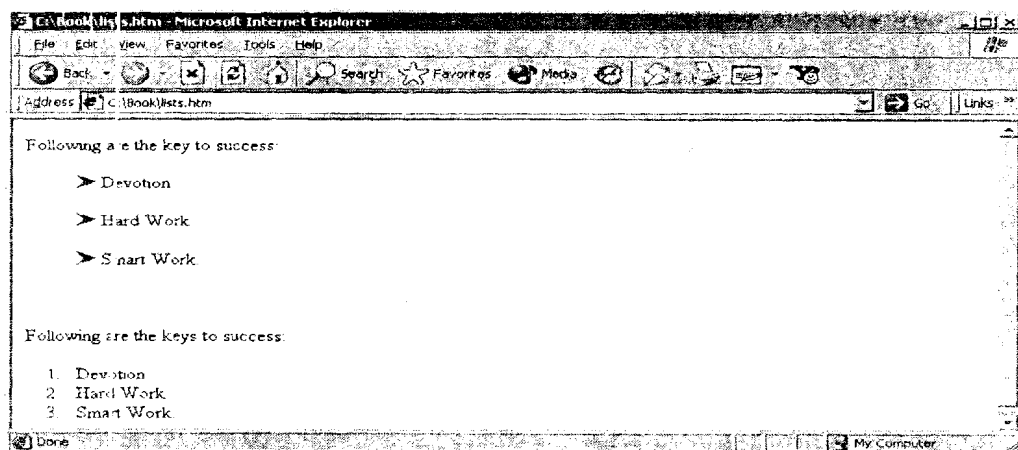 C:\Book\lists.htm - Microsoft Internet Explorer
File Edit View Favorites Tools Help
Back Search Favorites Media
Address C:\Book\lists.htm Go Links »
Following are the key to success:
➤ Devotion
➤ Hard Work
➤ Smart Work
Following are the keys to success:
1. Devotion
2. Hard Work
3. Smart Work
Done My Computer